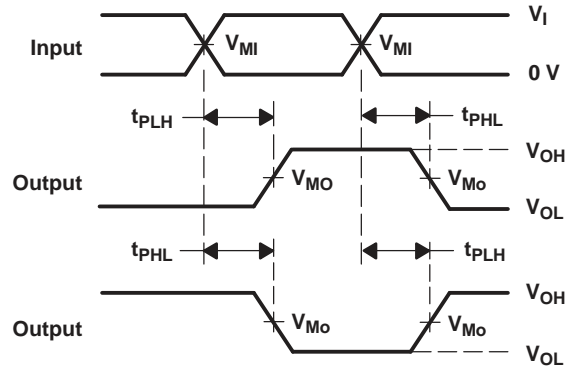 V_I
Input V_MI V_MI
0 V
t_PLH t_PHL
V_OH
Output V_MO V_Mo
V_OL
t_PHL t_PLH
V_OH
Output V_Mo V_Mo
V_OL